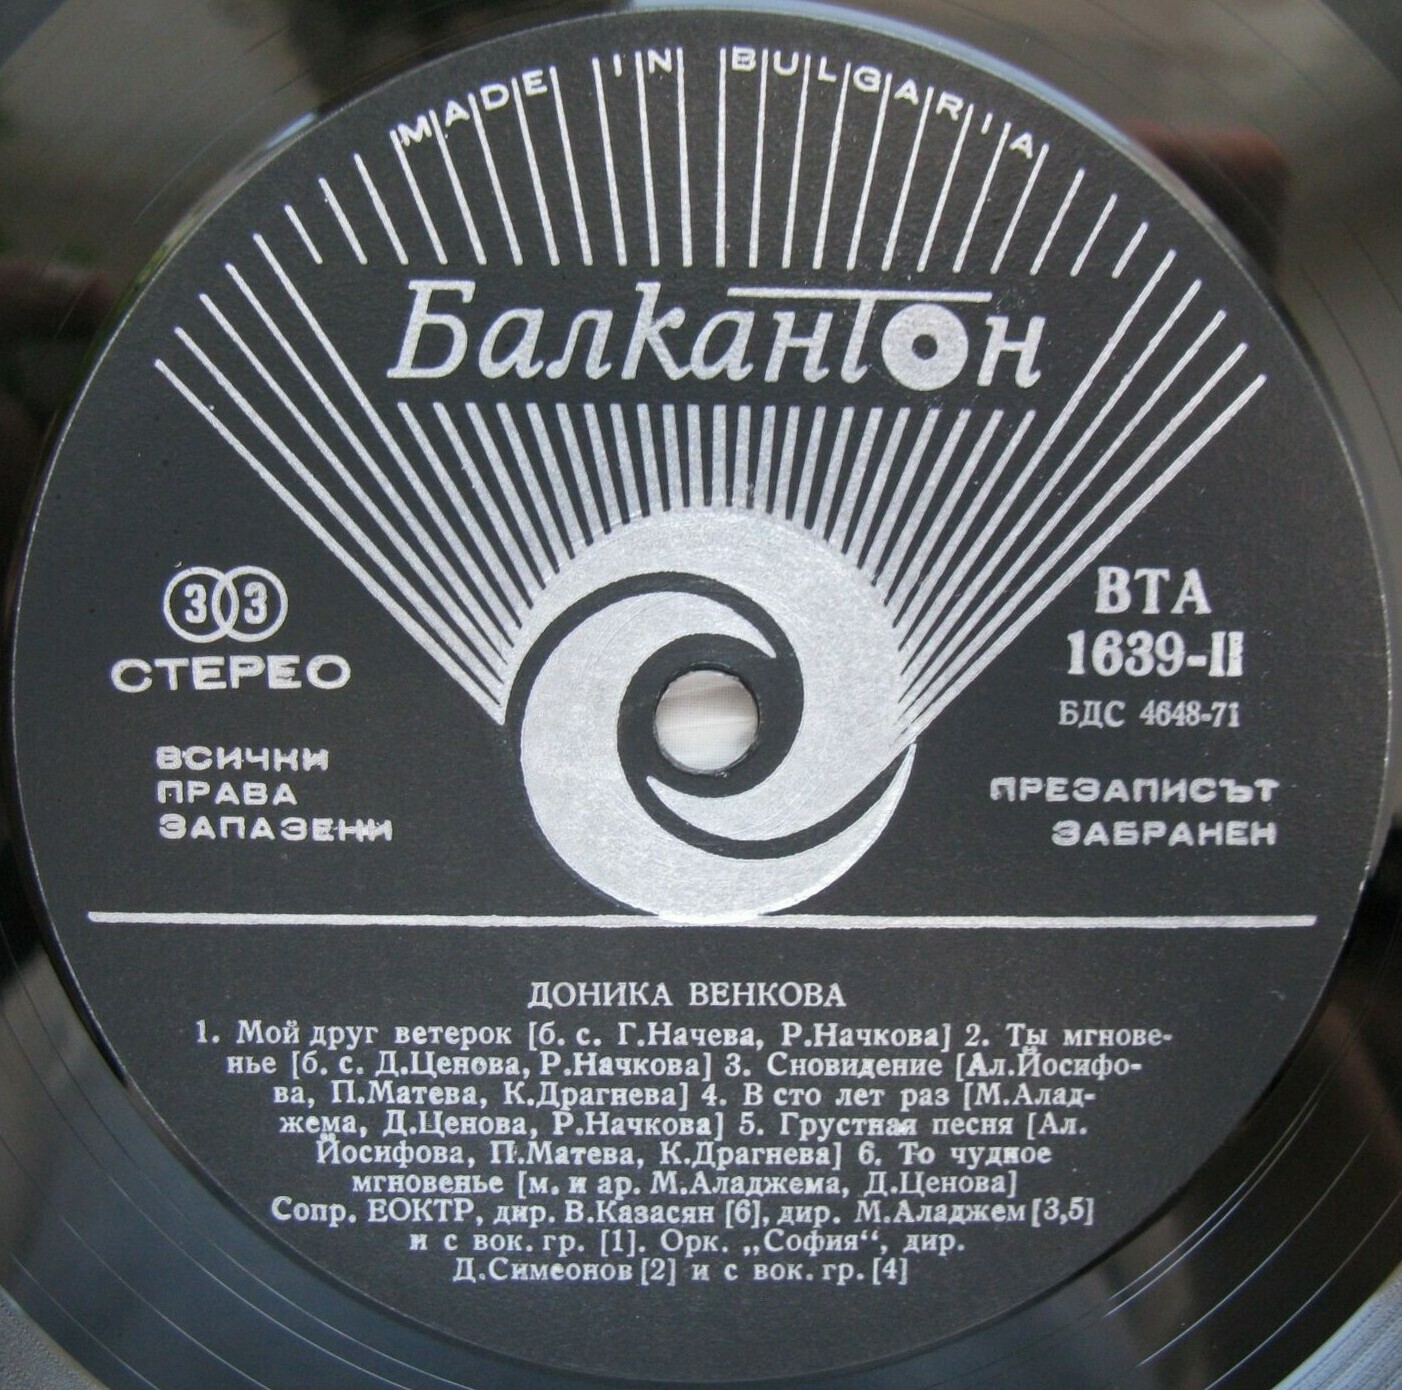 MADE IN BULGARIA
Балкантон
33
СТЕРЕО
ВТА
1639-II
БДС 4648-71
ВСИЧКИ
ПРАВА
ЗАПАЗЕНИ
ПРЕЗАПИСЪТ
ЗАБРАНЕН
ДОНИКА ВЕНКОВА
1. Мой друг ветерок [б. с. Г.Начева, Р.Начкова] 2. Ты мгнове-
нье [б. с. Д.Ценова, Р.Начкова] 3. Сновидение [Ал.Йосифо-
ва, П.Матева, К.Драгнева] 4. В сто лет раз [М.Алад-
жема, Д.Ценова, Р.Начкова] 5. Грустная песня [Ал.
Йосифова, П.Матева, К.Драгнева] 6. То чудное
мгновенье [м. и ар. М.Аладжема, Д.Ценова]
Сопр. ЕОКТР, дир. В.Казасян [6], дир. М.Аладжем [3,5]
и с вок. гр. [1]. Орк. „София“, дир.
Д.Симеонов [2] и с вок. гр. [4]